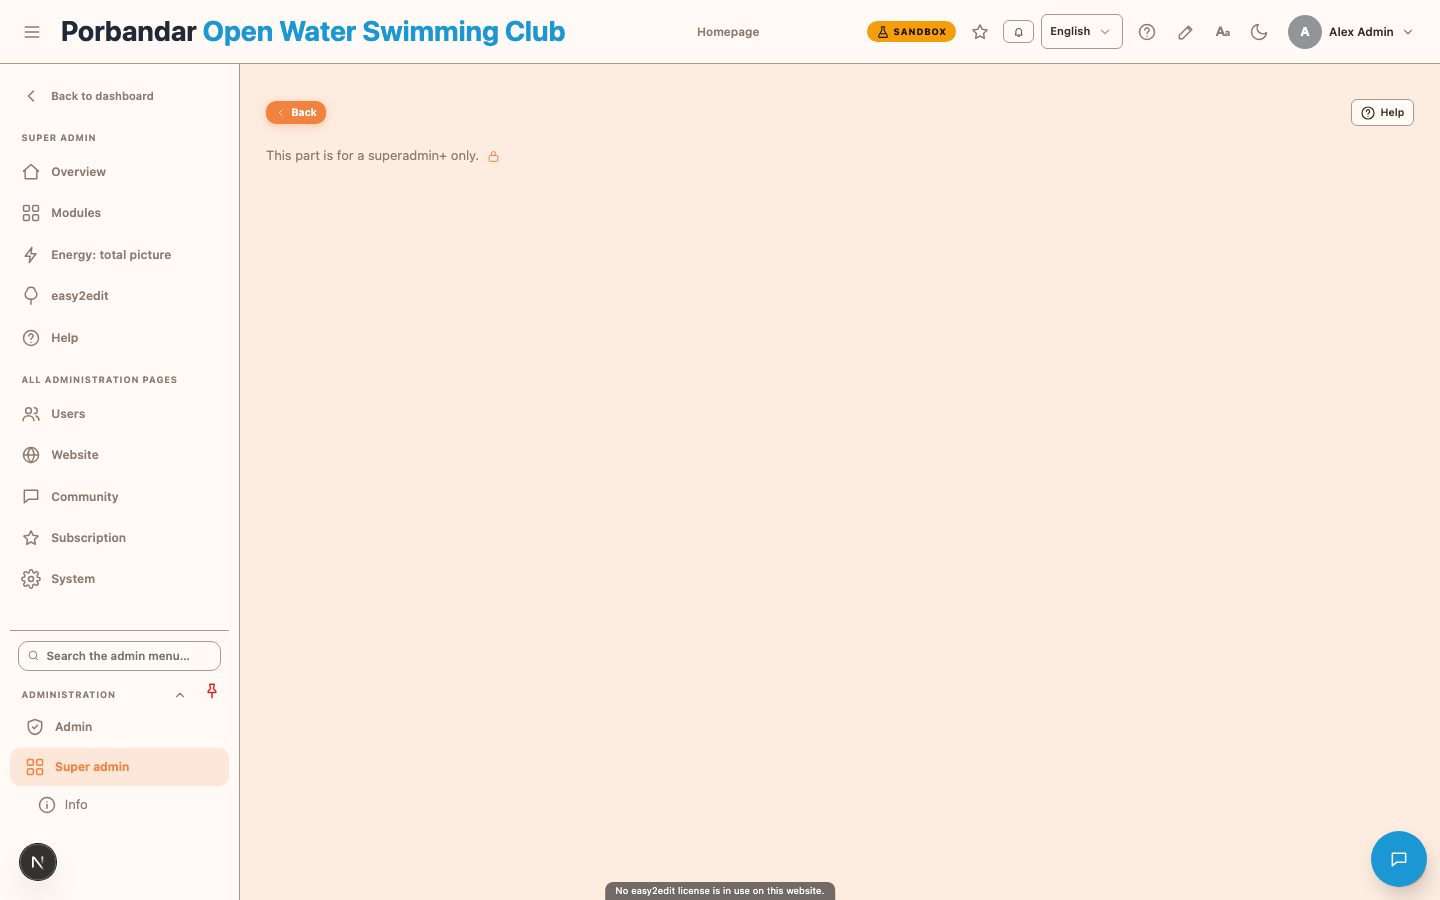 Porbandar Open Water Swimming Club
Homepage
SANDBOX
English
Aa
A
Alex Admin
Back to dashboard
SUPER ADMIN
Overview
Modules
Energy: total picture
easy2edit
Help
ALL ADMINISTRATION PAGES
Users
Website
Community
Subscription
System
Search the admin menu...
ADMINISTRATION
Admin
Super admin
Info
N
Back
Help
This part is for a superadmin+ only.
No easy2edit license is in use on this website.